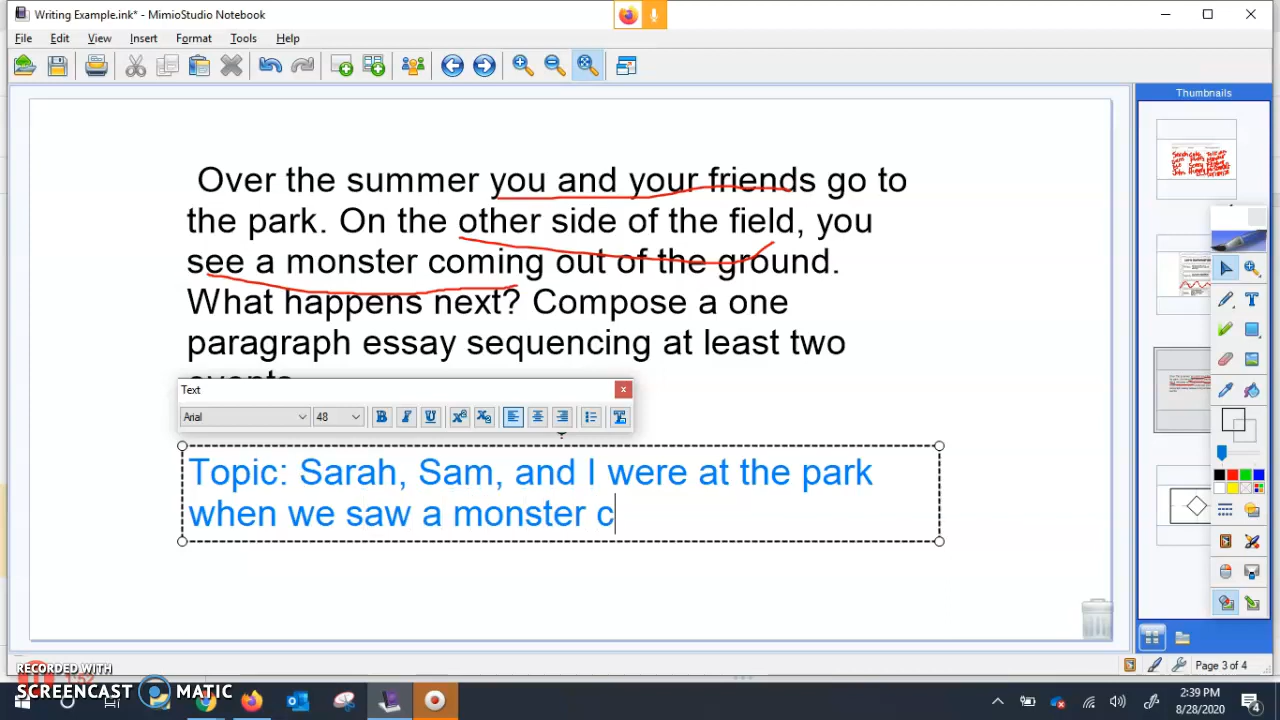 Writing Example.ink* - MimioStudio Notebook
File Edit View Insert Format Tools Help
Thumbnails
Over the summer you and your friends go to
the park. On the other side of the field, you
see a monster coming out of the ground.
What happens next? Compose a one
paragraph essay sequencing at least two
events
Text
Arial 48 B I U
Topic: Sarah, Sam, and I were at the park
when we saw a monster c
Page 3 of 4
RECORDED WITH
SCREENCAST MATIC
2:39 PM
8/28/2020
4